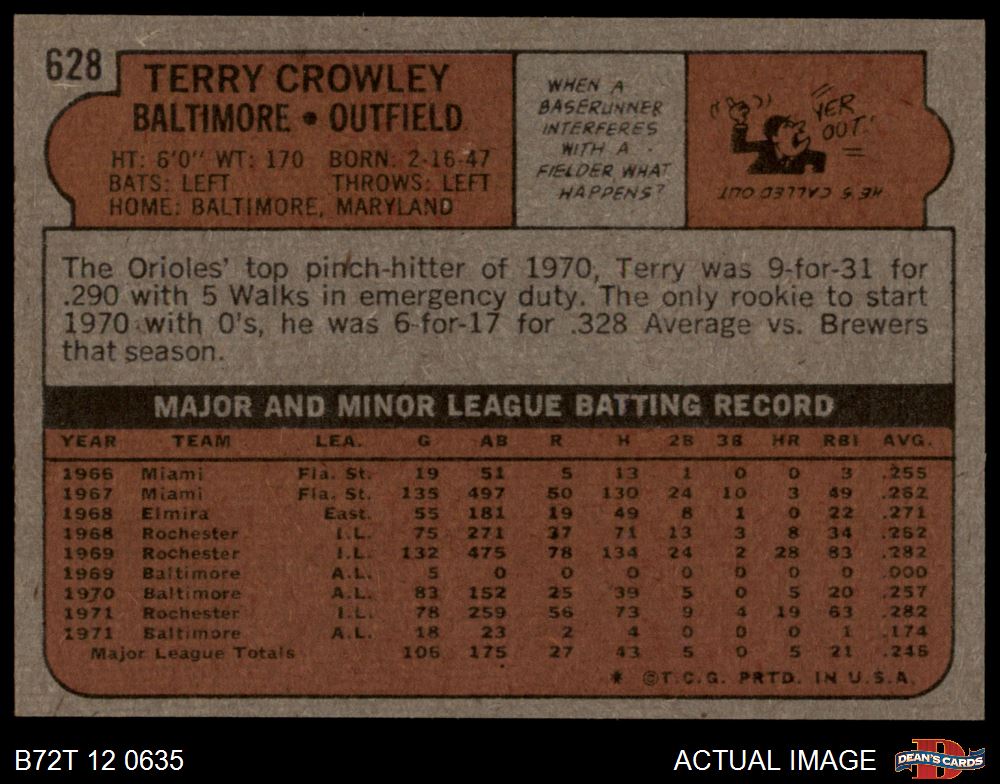 628
TERRY CROWLEY
BALTIMORE • OUTFIELD
HT: 6'0" WT: 170 BORN: 2-16-47
BATS: LEFT THROWS: LEFT
HOME: BALTIMORE, MARYLAND
WHEN A
BASERUNNER
INTERFERES
WITH A
FIELDER WHAT
HAPPENS?
YER
OUT!
HE'S CALLED OUT
The Orioles' top pinch-hitter of 1970, Terry was 9-for-31 for
.290 with 5 Walks in emergency duty. The only rookie to start
1970 with O's, he was 6-for-17 for .328 Average vs. Brewers
that season.
MAJOR AND MINOR LEAGUE BATTING RECORD
YEAR TEAM LEA. G AB R H 2B 3B HR RBI AVG.
1966 Miami Fla. St. 19 51 5 13 1 0 0 3 .255
1967 Miami Fla. St. 135 497 50 130 24 10 3 49 .262
1968 Elmira East. 55 181 19 49 8 1 0 22 .271
1968 Rochester I.L. 75 271 37 71 13 3 8 34 .262
1969 Rochester I.L. 132 475 78 134 24 2 28 83 .282
1969 Baltimore A.L. 5 0 0 0 0 0 0 0 .000
1970 Baltimore A.L. 83 152 25 39 5 0 5 20 .257
1971 Rochester I.L. 78 259 56 73 9 4 19 63 .282
1971 Baltimore A.L. 18 23 2 4 0 0 0 1 .174
Major League Totals 106 175 27 43 5 0 5 21 .246
* ©T.C.G. PRTD. IN U.S.A.
B72T 12 0635
ACTUAL IMAGE
DEAN'S CARDS